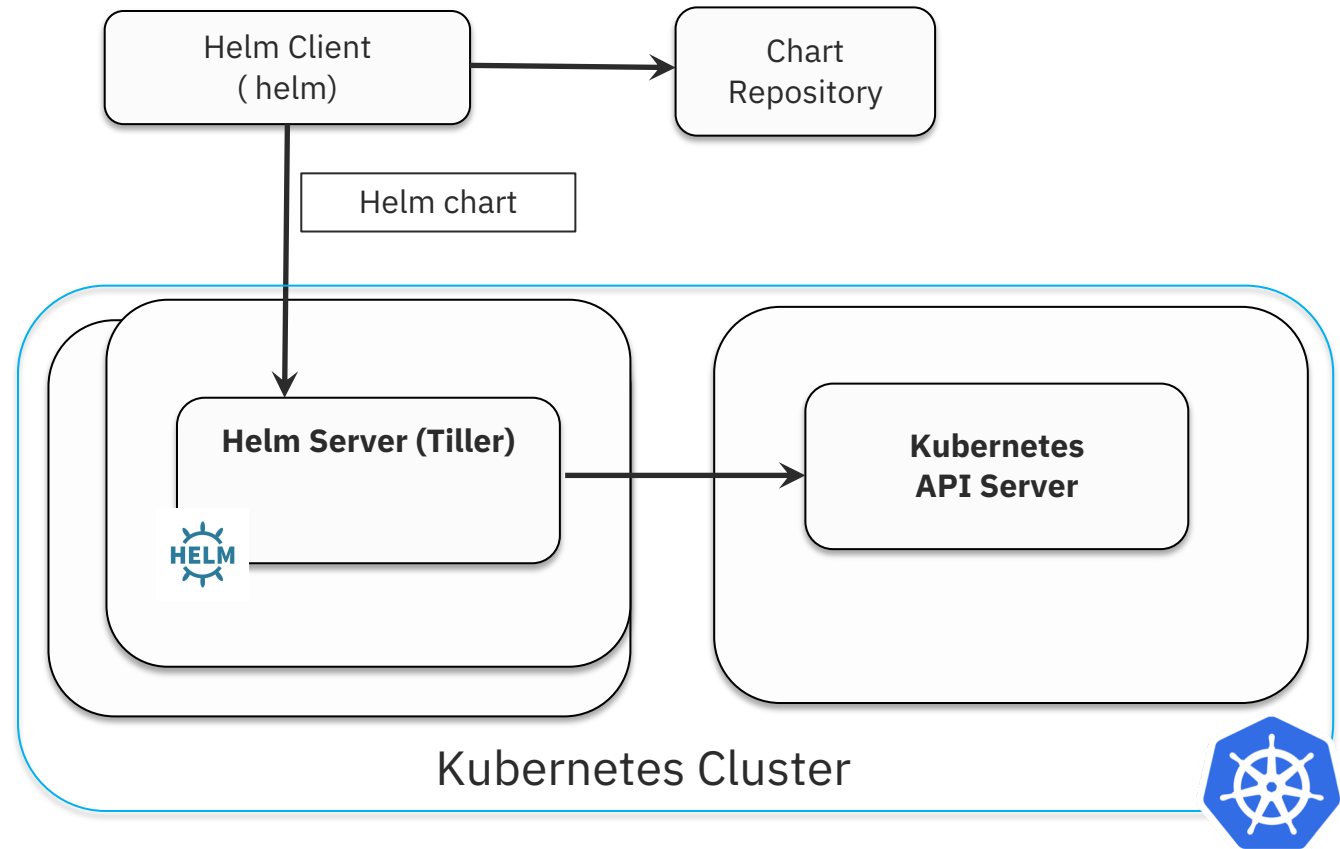 Helm Client
( helm)
Chart
Repository
Helm chart
Helm Server (Tiller)
HELM
Kubernetes
API Server
Kubernetes Cluster